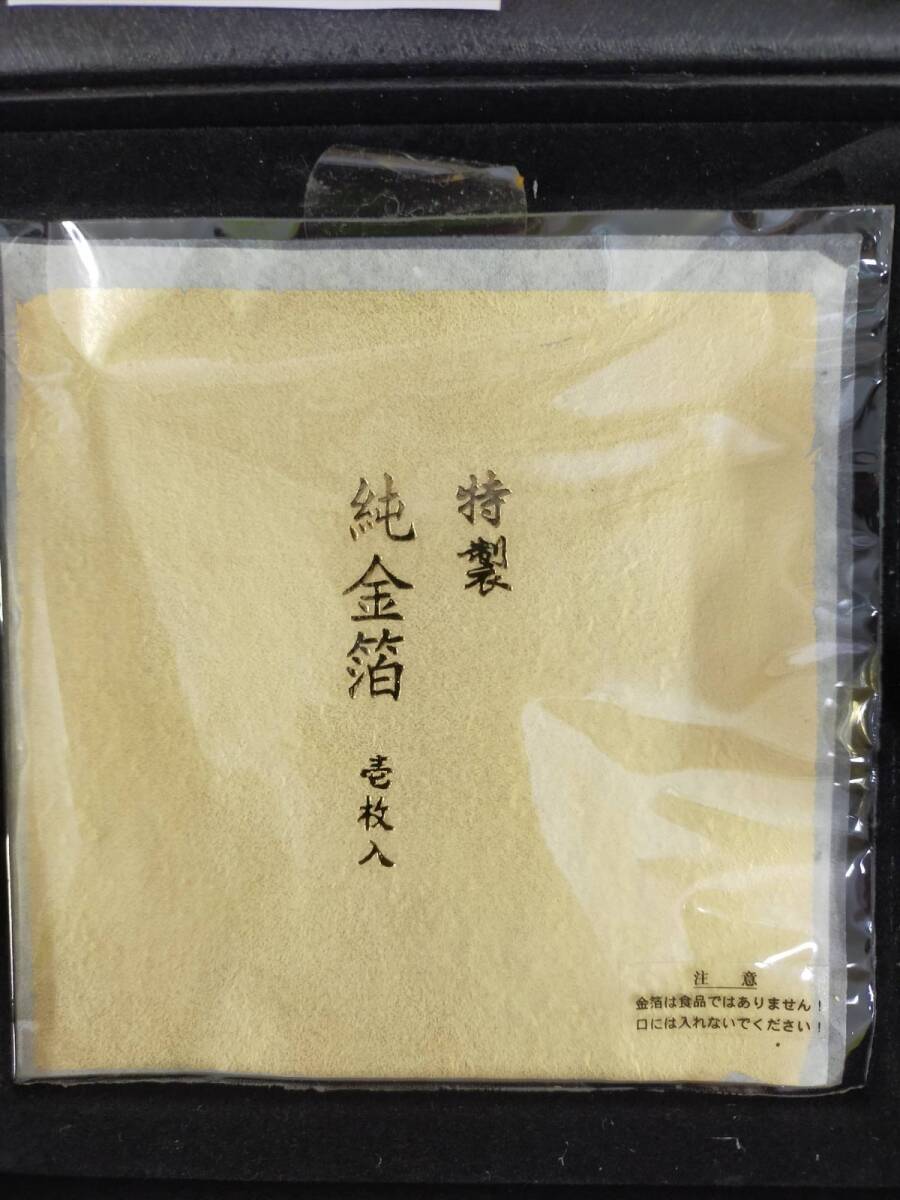 特製
純金箔 壱枚入
注 意
金箔は食品ではありません!
口には入れないでください!